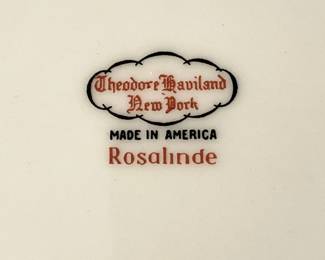 Theodore Haviland
New York
MADE IN AMERICA
Rosalinde